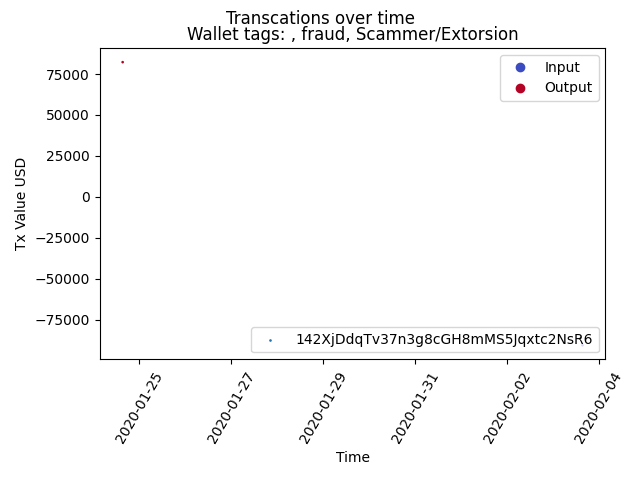 Transcations over time
Wallet tags: , fraud, Scammer/Extorsion
Input
Output
Tx Value USD
75000
50000
25000
0
−25000
−50000
−75000
142XjDdqTv37n3g8cGH8mMS5Jqxtc2NsR6
2020-01-25
2020-01-27
2020-01-29
2020-01-31
2020-02-02
2020-02-04
Time